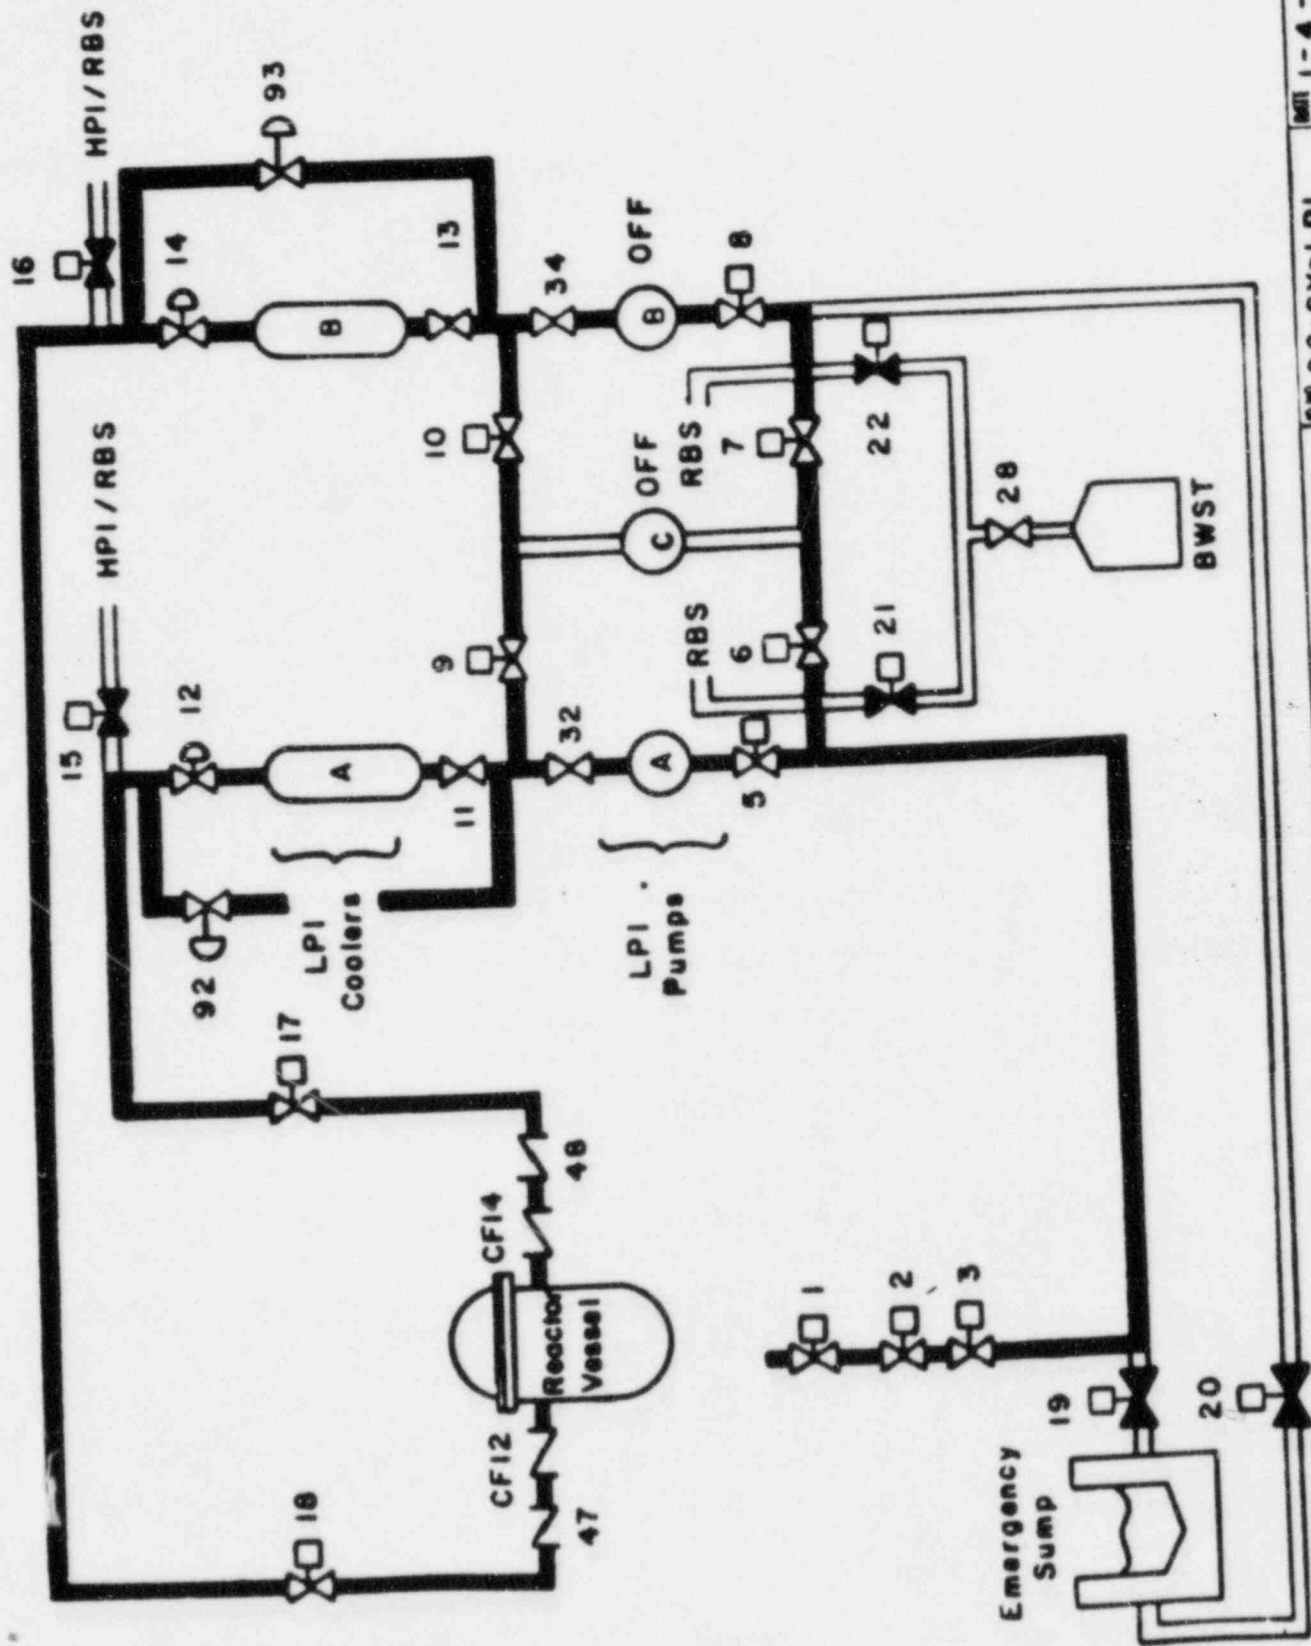 HPI/RBS
16
93
14
13
B
34
OFF
B
8
HPI/RBS
15
12
10
9
A
11
32
C
OFF
RBS
7
22
RBS
6
21
28
BWST
A
5
92
LPI
Coolers
LPI
Pumps
17
48
CF14
Reactor
Vessel
CF12
47
18
1
2
3
19
20
Emergency
Sump
1-4-